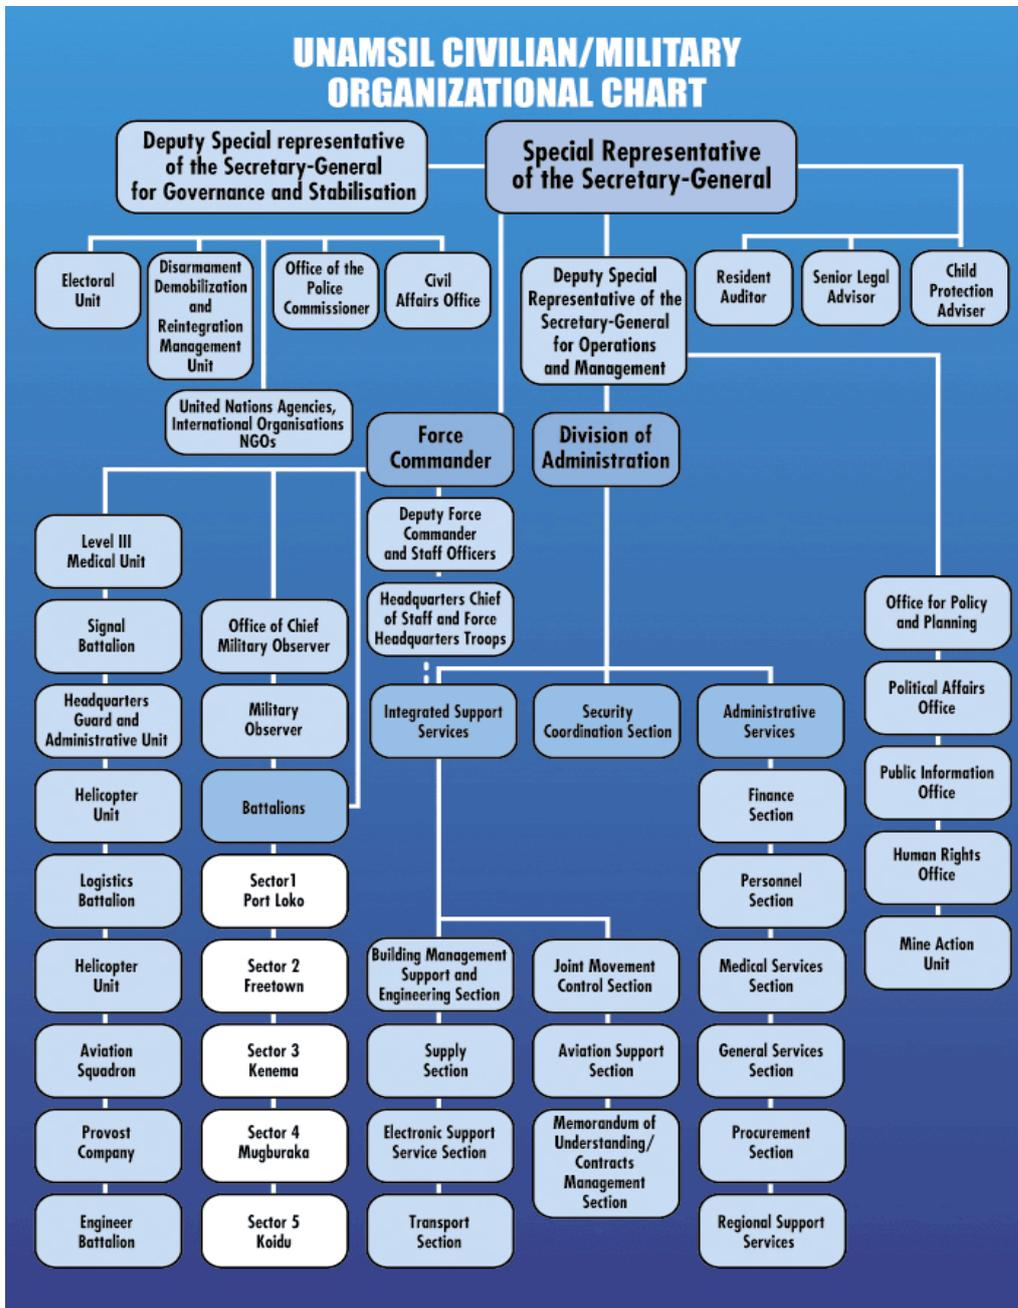 UNAMSIL CIVILIAN/MILITARY
ORGANIZATIONAL CHART
Deputy Special representative
of the Secretary-General
for Governance and Stabilisation
Special Representative
of the Secretary-General
Electoral
Unit
Disarmament
Demobilization
and
Reintegration
Management
Unit
Office of the
Police
Commissioner
Civil
Affairs Office
United Nations Agencies,
International Organisations
NGOs
Deputy Special
Representative of the
Secretary-General
for Operations
and Management
Resident
Auditor
Senior Legal
Advisor
Child
Protection
Adviser
Force
Commander
Division of
Administration
Deputy Force
Commander
and Staff Officers
Headquarters Chief
of Staff and Force
Headquarters Troops
Level III
Medical Unit
Signal
Battalion
Headquarters
Guard and
Administrative Unit
Helicopter
Unit
Logistics
Battalion
Helicopter
Unit
Aviation
Squadron
Provost
Company
Engineer
Battalion
Office of Chief
Military Observer
Military
Observer
Battalions
Sector1
Port Loko
Sector 2
Freetown
Sector 3
Kenema
Sector 4
Mugburaka
Sector 5
Koidu
Integrated Support
Services
Security
Coordination Section
Administrative
Services
Building Management
Support and
Engineering Section
Supply
Section
Electronic Support
Service Section
Transport
Section
Joint Movement
Control Section
Aviation Support
Section
Memorandum of
Understanding/
Contracts
Management
Section
Finance
Section
Personnel
Section
Medical Services
Section
General Services
Section
Procurement
Section
Regional Support
Services
Office for Policy
and Planning
Political Affairs
Office
Public Information
Office
Human Rights
Office
Mine Action
Unit